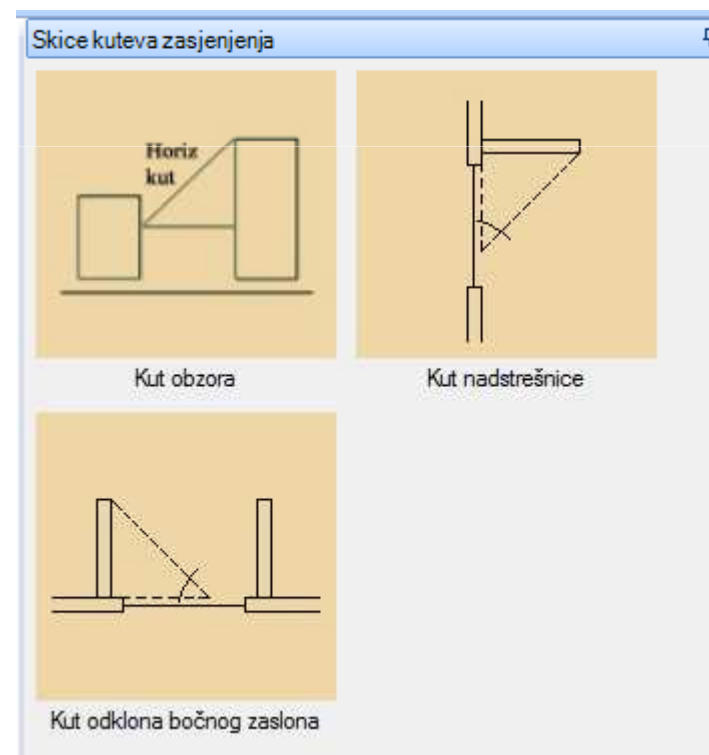 Skice kuteva zasjenjenja
Horiz
kut
Kut obzora
Kut nadstrešnice
Kut odklona bočnog zaslona